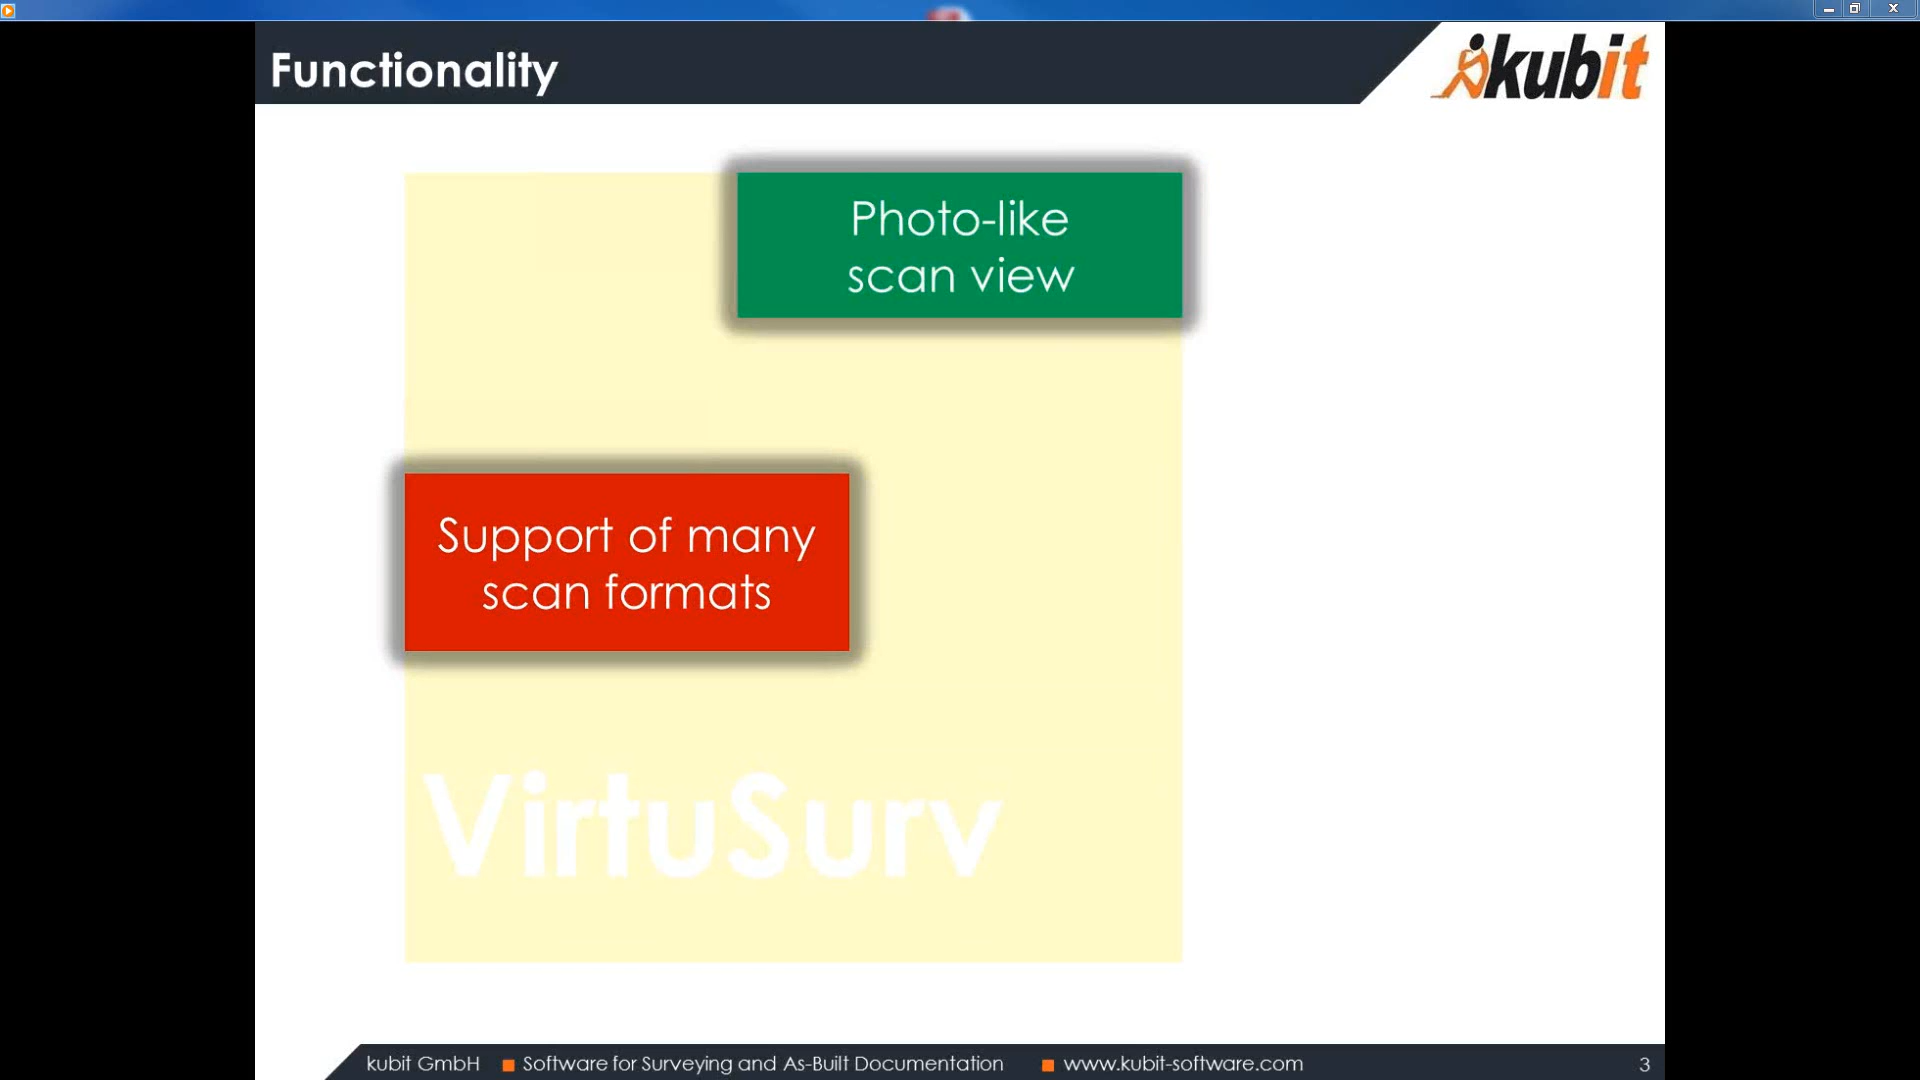 Functionality
kubit
Photo-like
scan view
Support of many
scan formats
VirtuSurv
kubit GmbH ■ Software for Surveying and As-Built Documentation ■ www.kubit-software.com 3